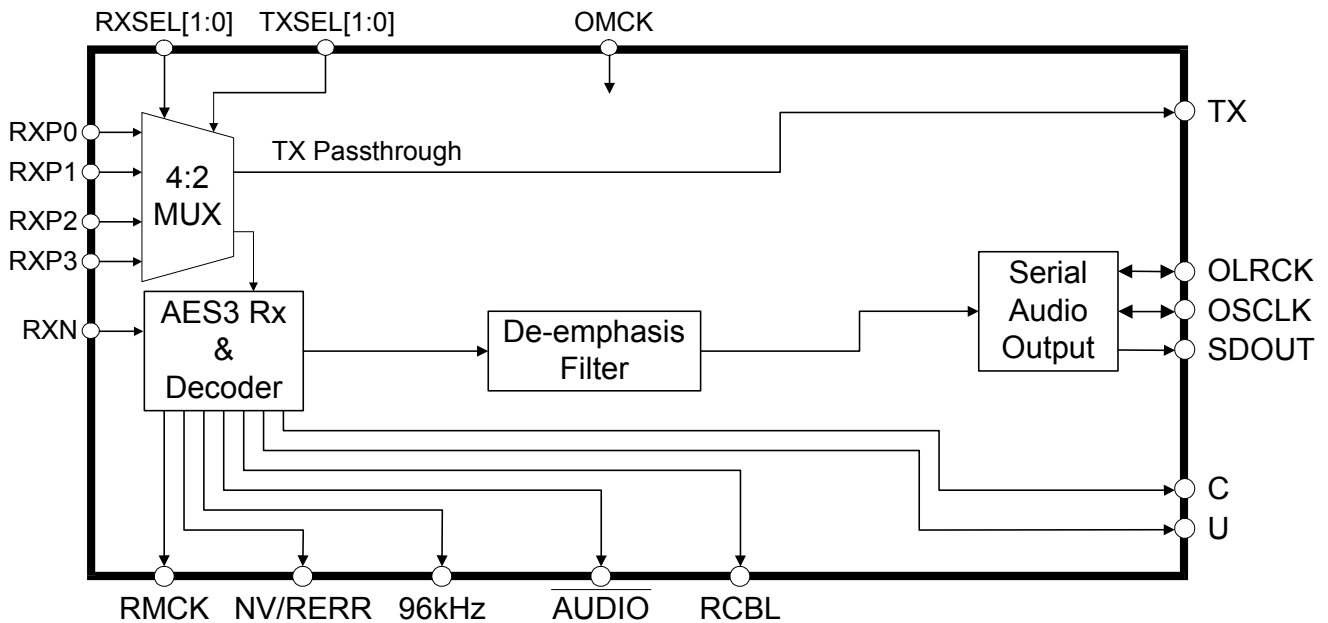 RXSEL[1:0]
TXSEL[1:0]
OMCK
RXP0
RXP1
RXP2
RXP3
RXN
4:2
MUX
TX Passthrough
TX
AES3 Rx
&
Decoder
De-emphasis
Filter
Serial
Audio
Output
OLRCK
OSCLK
SDOUT
C
U
RMCK
NV/RERR
96kHz
AUDIO
RCBL